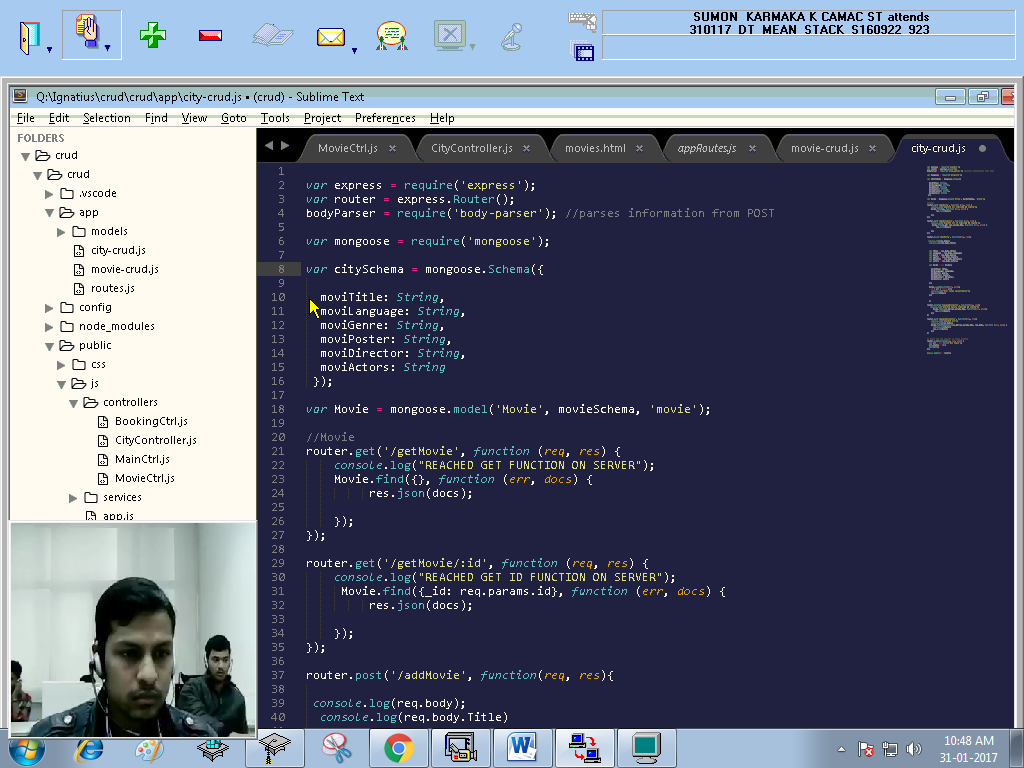 SUMON KARMAKA K CAMAC ST attends
310117_DT_MEAN_STACK_S160922_923
Q:\Ignatius\crud\crud\app\city-crud.js • (crud) - Sublime Text
File Edit Selection Find View Goto Tools Project Preferences Help
FOLDERS
crud
crud
.vscode
app
models
city-crud.js
movie-crud.js
routes.js
config
node_modules
public
css
js
controllers
BookingCtrl.js
CityController.js
MainCtrl.js
MovieCtrl.js
services
app.js
MovieCtrl.js × CityController.js × movies.html × appRoutes.js × movie-crud.js × city-crud.js
1
2 var express = require('express');
3 var router = express.Router();
4 bodyParser = require('body-parser'); //parses information from POST
5
6 var mongoose = require('mongoose');
7
8 var citySchema = mongoose.Schema({
9
10 moviTitle: String,
11 moviLanguage: String,
12 moviGenre: String,
13 moviPoster: String,
14 moviDirector: String,
15 moviActors: String
16 });
17
18 var Movie = mongoose.model('Movie', movieSchema, 'movie');
19
20 //Movie
21 router.get('/getMovie', function (req, res) {
22 console.log("REACHED GET FUNCTION ON SERVER");
23 Movie.find({}, function (err, docs) {
24 res.json(docs);
25
26 });
27 });
28
29 router.get('/getMovie/:id', function (req, res) {
30 console.log("REACHED GET ID FUNCTION ON SERVER");
31 Movie.find({_id: req.params.id}, function (err, docs) {
32 res.json(docs);
33
34 });
35 });
36
37 router.post('/addMovie', function(req, res){
38
39 console.log(req.body);
40 console.log(req.body.Title)
10:48 AM
31-01-2017